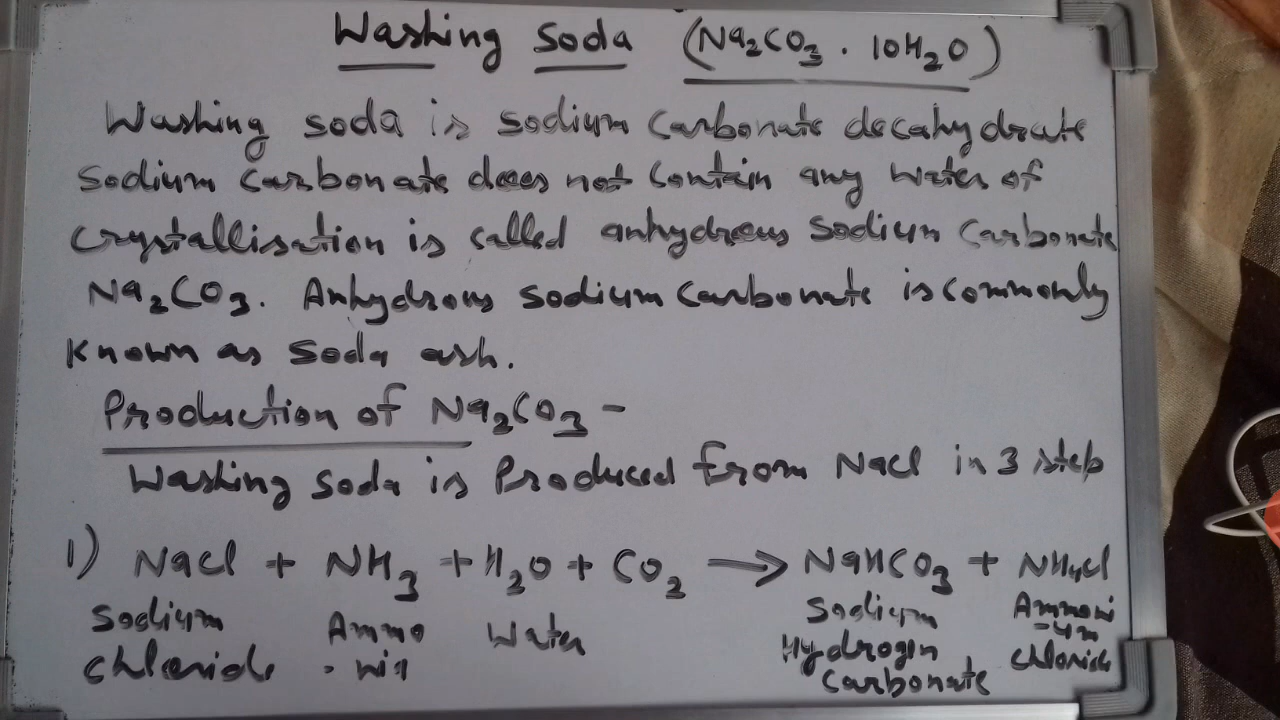 Washing Soda (Na₂CO₃ . 10H₂O)
Washing soda is sodium carbonate decahydrate
Sodium carbonate does not contain any water of
crystallisation is called anhydrous sodium carbonate
Na₂CO₃. Anhydrous sodium carbonate is commonly
known as soda ash.
Production of Na₂CO₃ -
Washing soda is Produced from NaCl in 3 step
1) NaCl + NH₃ + H₂O + CO₂ → NaHCO₃ + NH₄Cl
Sodium Ammo Water Sodium Ammoni
chloride -nia Hydrogen -um
carbonate chloride